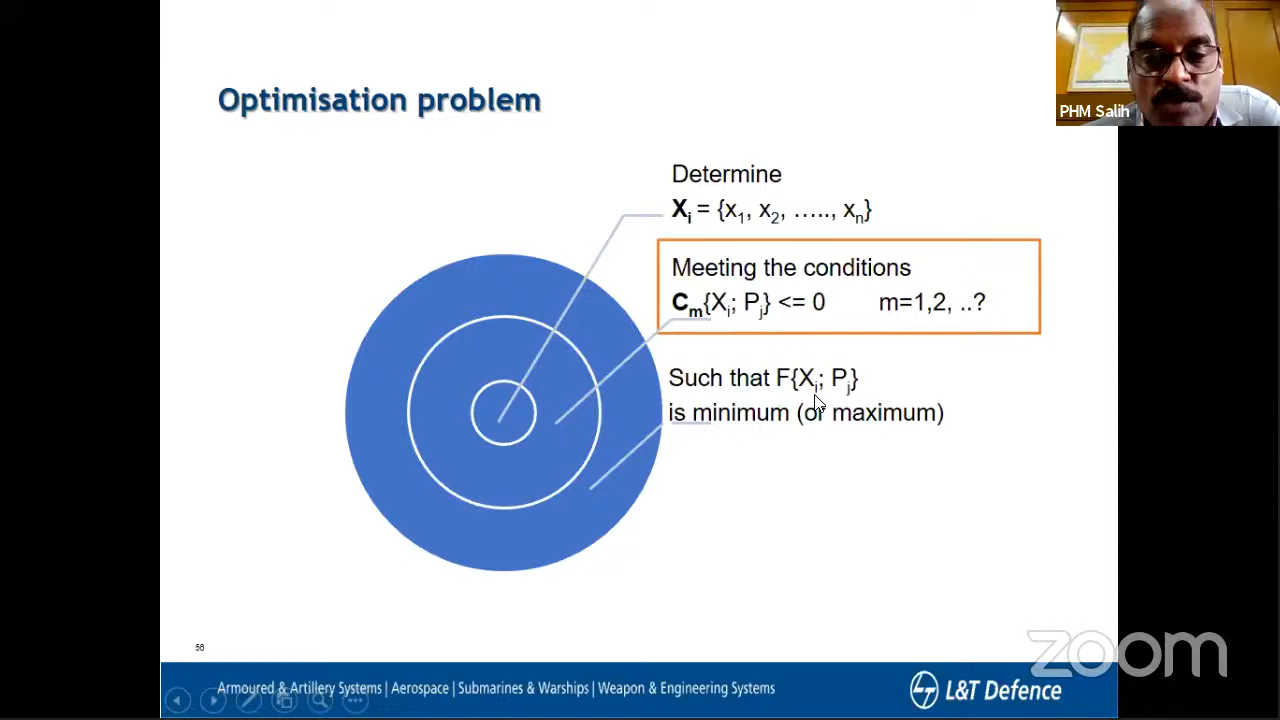 PHM Salih
Optimisation problem
Determine
Xi = {x1, x2, ….., xn}
Meeting the conditions
Cm{Xi; Pj} <= 0 m=1,2, ..?
Such that F{Xi; Pj}
is minimum (or maximum)
56
Armoured & Artillery Systems | Aerospace | Submarines & Warships | Weapon & Engineering Systems
L&T Defence
zoom